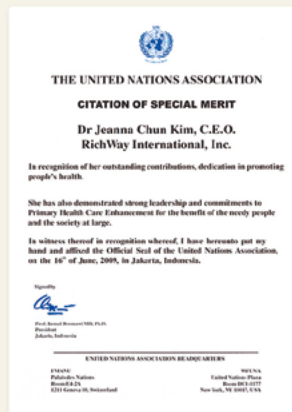 THE UNITED NATIONS ASSOCIATION
CITATION OF SPECIAL MERIT
Dr Jeanna Chun Kim, C.E.O.
RichWay International, Inc.
In recognition of her outstanding contributions, dedication in promoting
people's health.
She has also demonstrated strong leadership and commitments to
Primary Health Care Enhancement for the benefit of the needy people
and the society at large.
In witness thereof in recognition whereof, I have hereunto put my
hand and affixed the Official Seal of the United Nations Association,
on the 16th of June, 2009, in Jakarta, Indonesia.
President
Jakarta, Indonesia
UNITED NATIONS ASSOCIATION HEADQUARTERS
Palais des Nations
1211 Geneva 10, Switzerland
United Nations Plaza
New York, NY 10017, USA